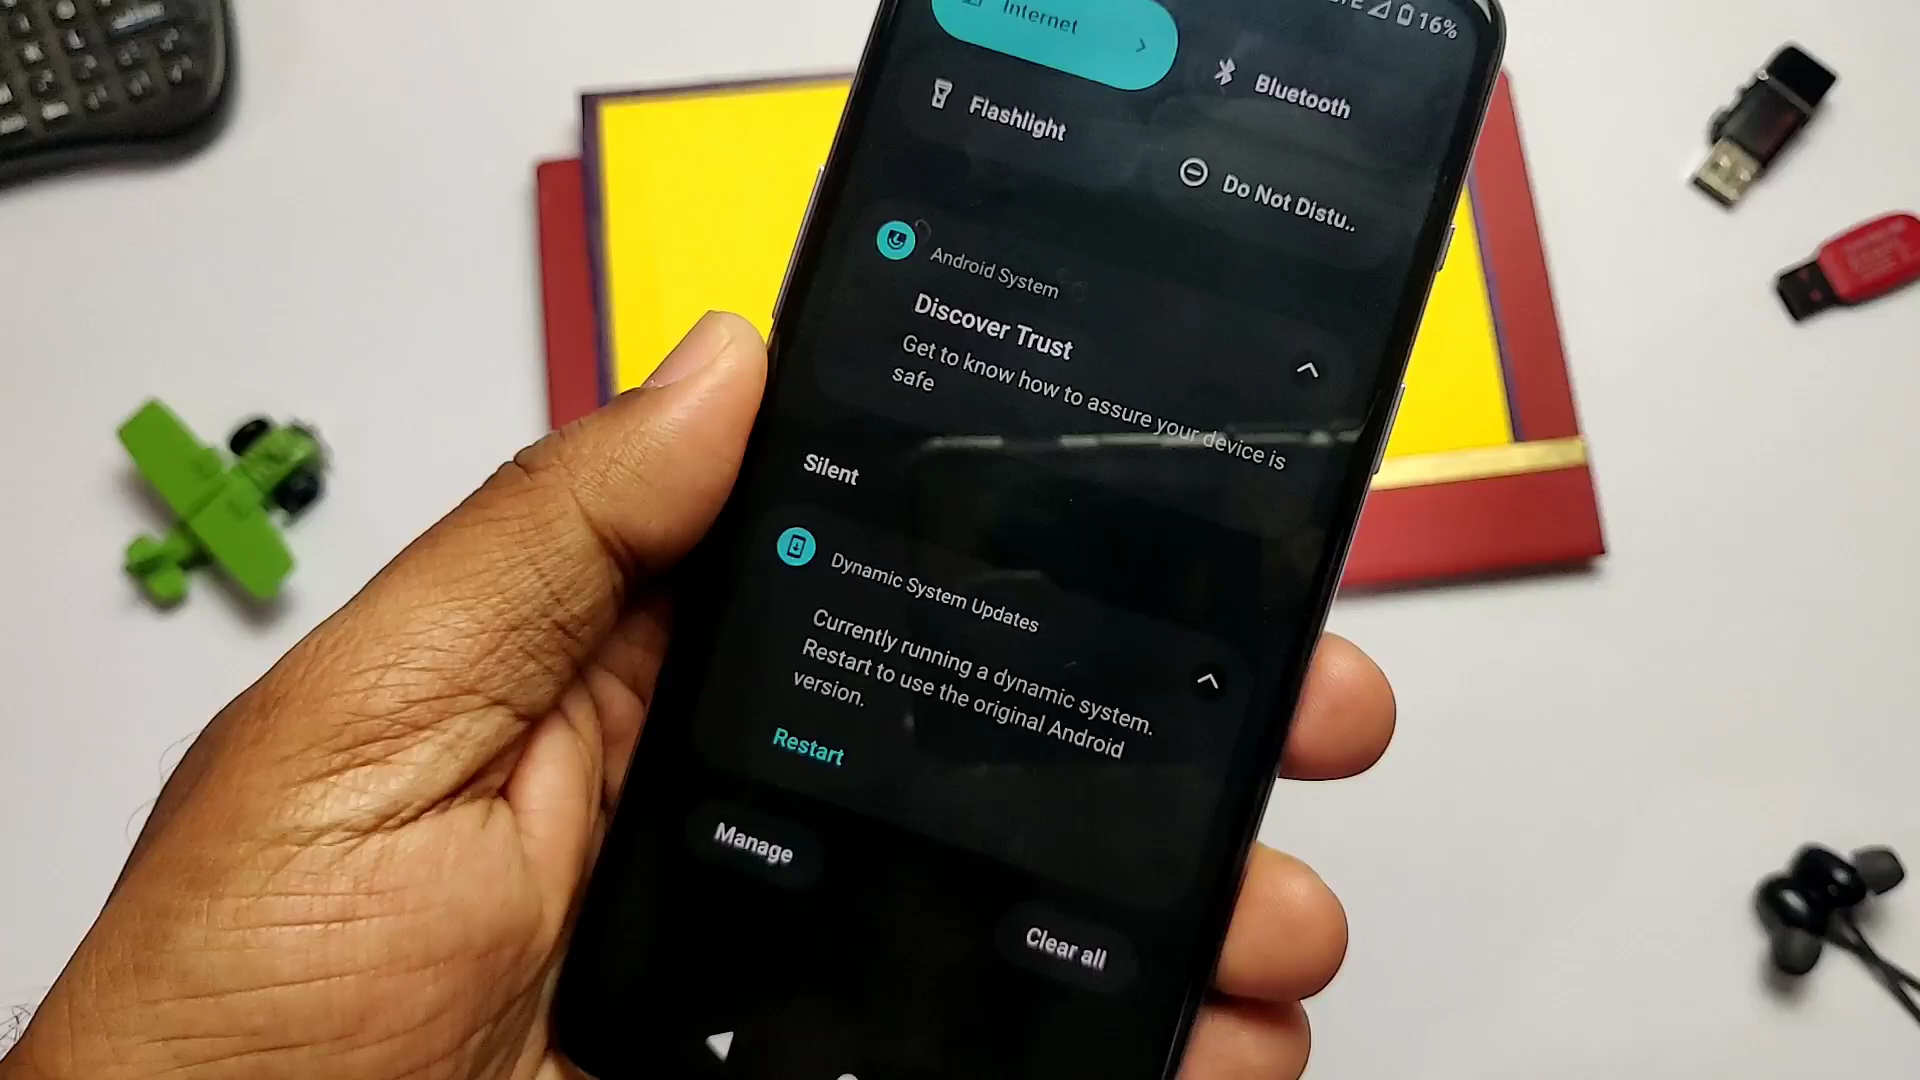 Internet
16%
Bluetooth
Flashlight
Do Not Distu..
Android System
Discover Trust
Get to know how to assure your device is
safe
Silent
Dynamic System Updates
Currently running a dynamic system.
Restart to use the original Android
version.
Restart
Manage
Clear all